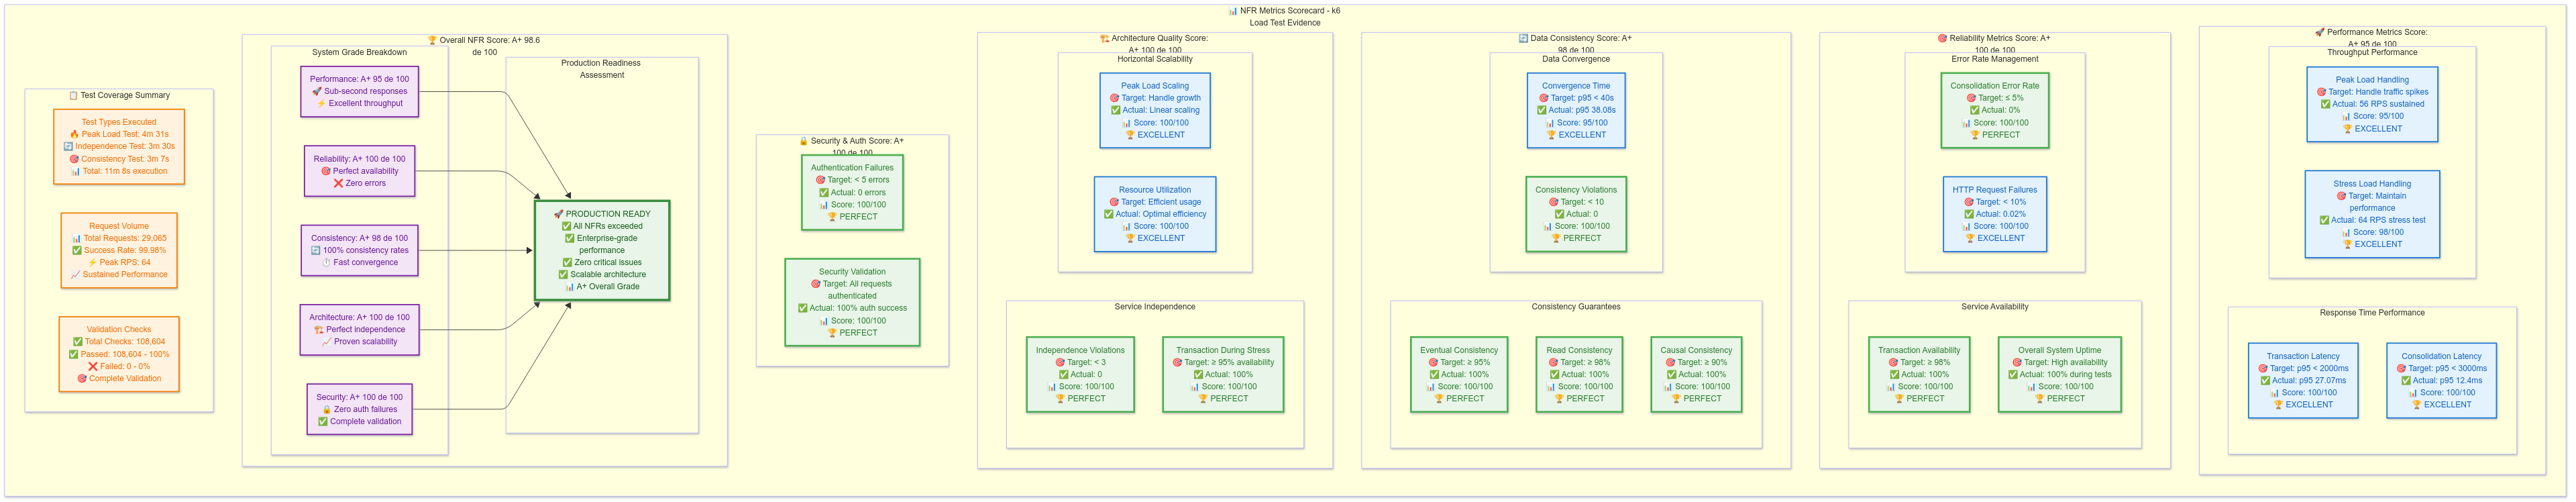 📊 NFR Metrics Scorecard - k6
Load Test Evidence
📋 Test Coverage Summary
Test Types Executed
🔥 Peak Load Test: 4m 31s
🔄 Independence Test: 3m 30s
🎯 Consistency Test: 3m 7s
📊 Total: 11m 8s execution
Request Volume
📊 Total Requests: 29,065
✅ Success Rate: 99.98%
⚡ Peak RPS: 64
📈 Sustained Performance
Validation Checks
✅ Total Checks: 108,604
✅ Passed: 108,604 - 100%
❌ Failed: 0 - 0%
🎯 Complete Validation
🏆 Overall NFR Score: A+ 98.6
de 100
System Grade Breakdown
Performance: A+ 95 de 100
🚀 Sub-second responses
⚡ Excellent throughput
Reliability: A+ 100 de 100
🎯 Perfect availability
❌ Zero errors
Consistency: A+ 98 de 100
🔄 100% consistency rates
⏱️ Fast convergence
Architecture: A+ 100 de 100
🏗️ Perfect independence
📈 Proven scalability
Security: A+ 100 de 100
🔒 Zero auth failures
✅ Complete validation
Production Readiness
Assessment
🚀 PRODUCTION READY
✅ All NFRs exceeded
✅ Enterprise-grade
performance
✅ Zero critical issues
✅ Scalable architecture
📊 A+ Overall Grade
🔒 Security & Auth Score: A+
100 de 100
Authentication Failures
🎯 Target: < 5 errors
✅ Actual: 0 errors
📊 Score: 100/100
🏆 PERFECT
Security Validation
🎯 Target: All requests
authenticated
✅ Actual: 100% auth success
📊 Score: 100/100
🏆 PERFECT
🏗️ Architecture Quality Score:
A+ 100 de 100
Horizontal Scalability
Peak Load Scaling
🎯 Target: Handle growth
✅ Actual: Linear scaling
📊 Score: 100/100
🏆 EXCELLENT
Resource Utilization
🎯 Target: Efficient usage
✅ Actual: Optimal efficiency
📊 Score: 100/100
🏆 EXCELLENT
Service Independence
Independence Violations
🎯 Target: < 3
✅ Actual: 0
📊 Score: 100/100
🏆 PERFECT
Transaction During Stress
🎯 Target: ≥ 95% availability
✅ Actual: 100%
📊 Score: 100/100
🏆 PERFECT
🔄 Data Consistency Score: A+
98 de 100
Data Convergence
Convergence Time
🎯 Target: p95 < 40s
✅ Actual: p95 38.08s
📊 Score: 95/100
🏆 EXCELLENT
Consistency Violations
🎯 Target: < 10
✅ Actual: 0
📊 Score: 100/100
🏆 PERFECT
Consistency Guarantees
Eventual Consistency
🎯 Target: ≥ 95%
✅ Actual: 100%
📊 Score: 100/100
🏆 PERFECT
Read Consistency
🎯 Target: ≥ 98%
✅ Actual: 100%
📊 Score: 100/100
🏆 PERFECT
Causal Consistency
🎯 Target: ≥ 90%
✅ Actual: 100%
📊 Score: 100/100
🏆 PERFECT
🎯 Reliability Metrics Score: A+
100 de 100
Error Rate Management
Consolidation Error Rate
🎯 Target: ≤ 5%
✅ Actual: 0%
📊 Score: 100/100
🏆 PERFECT
HTTP Request Failures
🎯 Target: < 10%
✅ Actual: 0.02%
📊 Score: 100/100
🏆 EXCELLENT
Service Availability
Transaction Availability
🎯 Target: ≥ 98%
✅ Actual: 100%
📊 Score: 100/100
🏆 PERFECT
Overall System Uptime
🎯 Target: High availability
✅ Actual: 100% during tests
📊 Score: 100/100
🏆 PERFECT
🚀 Performance Metrics Score:
A+ 95 de 100
Throughput Performance
Peak Load Handling
🎯 Target: Handle traffic spikes
✅ Actual: 56 RPS sustained
📊 Score: 95/100
🏆 EXCELLENT
Stress Load Handling
🎯 Target: Maintain
performance
✅ Actual: 64 RPS stress test
📊 Score: 98/100
🏆 EXCELLENT
Response Time Performance
Transaction Latency
🎯 Target: p95 < 2000ms
✅ Actual: p95 27.07ms
📊 Score: 100/100
🏆 EXCELLENT
Consolidation Latency
🎯 Target: p95 < 3000ms
✅ Actual: p95 12.4ms
📊 Score: 100/100
🏆 EXCELLENT